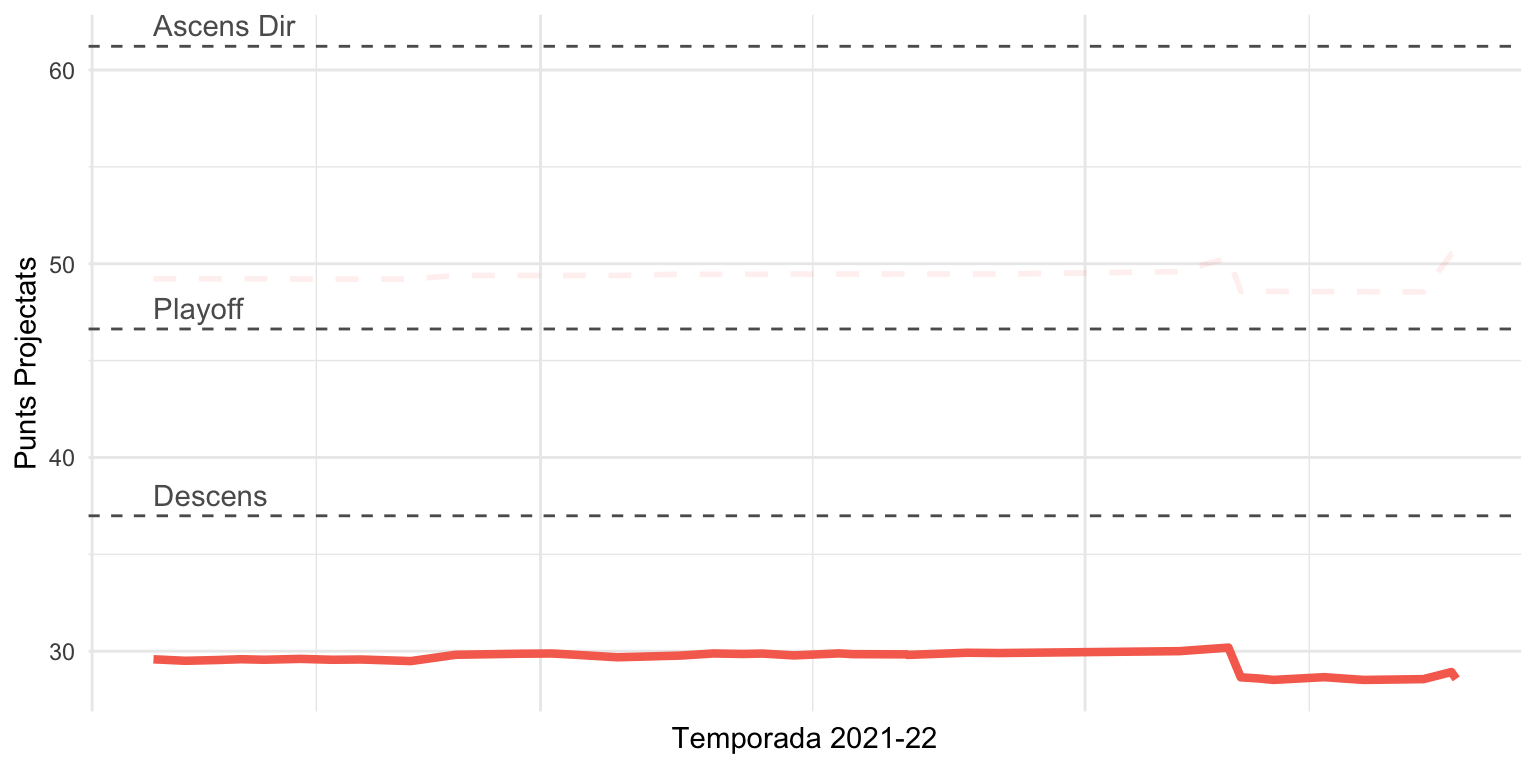 Ascens Dir
60
50
Playoff
Punts Projectats
40
Descens
30
Temporada 2021-22